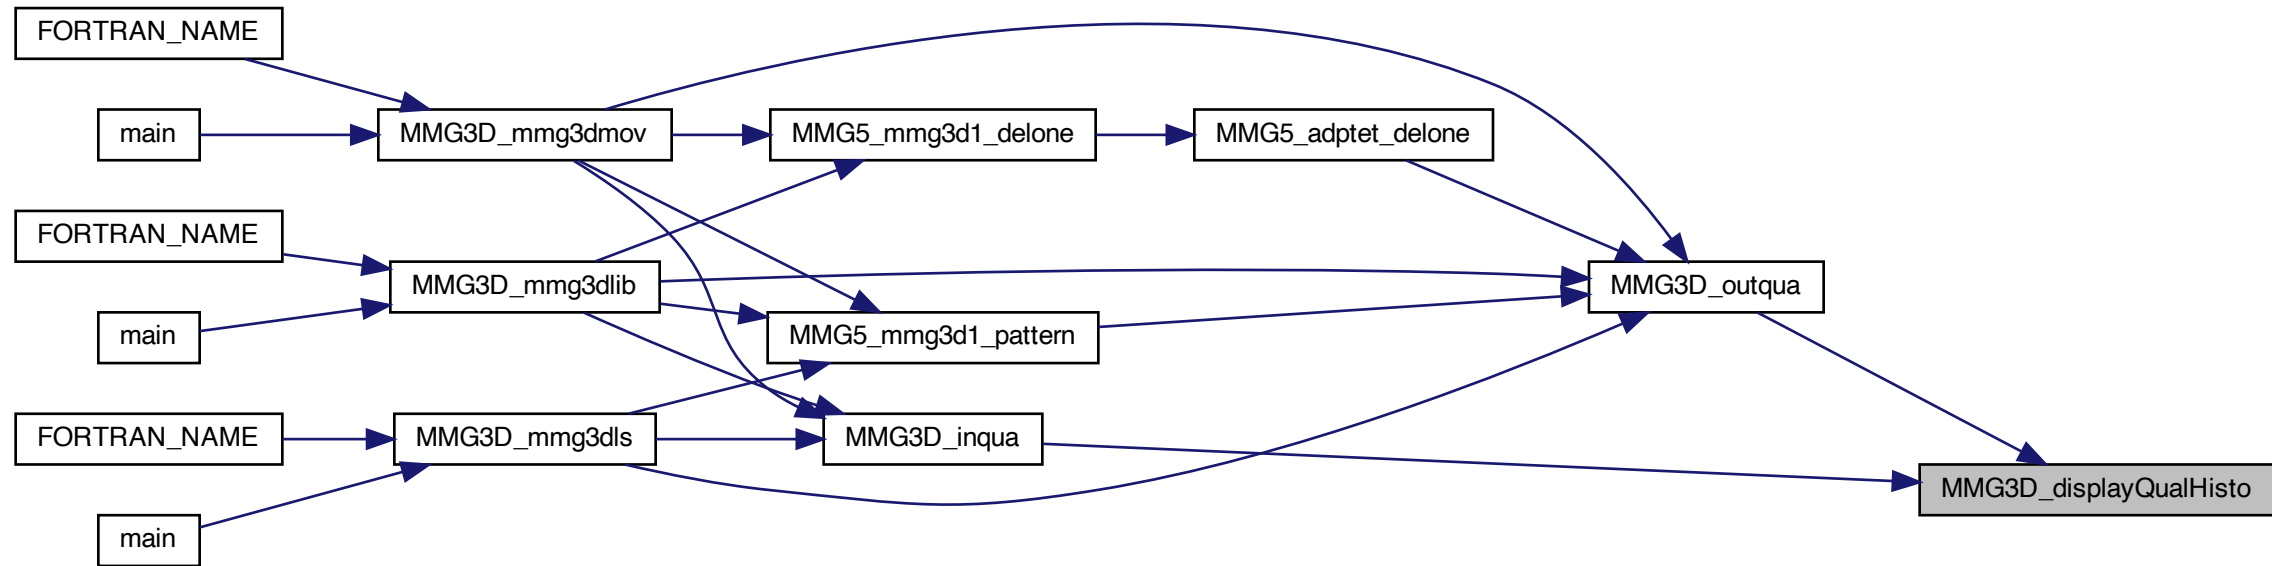 FORTRAN_NAME
main
MMG3D_mmg3dmov
MMG5_mmg3d1_delone
MMG5_adptet_delone
FORTRAN_NAME
MMG3D_mmg3dlib
MMG3D_outqua
main
MMG5_mmg3d1_pattern
FORTRAN_NAME
MMG3D_mmg3dls
MMG3D_inqua
MMG3D_displayQualHisto
main